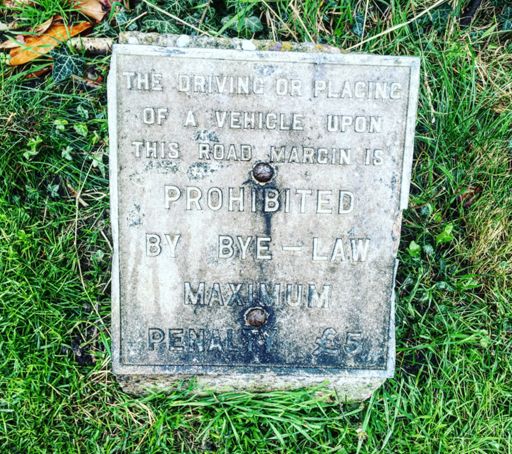 THE DRIVING OR PLACING
OF A VEHICLE UPON
THIS ROAD MARGIN IS
PROHIBITED
BY BYE-LAW
MAXIMUM
PENALTY £5